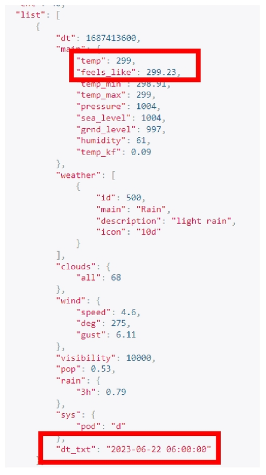 "list": [
{
"dt": 1687413600,
"main": {
"temp": 299,
"feels_like": 299.23,
"temp_min": 298.91,
"temp_max": 299,
"pressure": 1004,
"sea_level": 1004,
"grnd_level": 997,
"humidity": 61,
"temp_kf": 0.09
},
"weather": [
{
"id": 500,
"main": "Rain",
"description": "light rain",
"icon": "10d"
}
],
"clouds": {
"all": 68
},
"wind": {
"speed": 4.6,
"deg": 275,
"gust": 6.11
},
"visibility": 10000,
"pop": 0.53,
"rain": {
"3h": 0.79
},
"sys": {
"pod": "d"
},
"dt_txt": "2023-06-22 06:00:00"